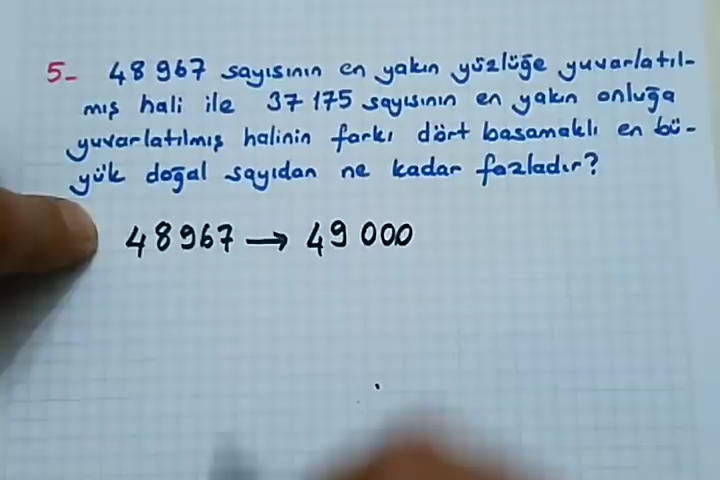 5- 48 967 sayısının en yakın yüzlüğe yuvarlatıl-
mış hali ile 37 175 sayısının en yakın onluğa
yuvarlatılmış halinin farkı dört basamaklı en bü-
yük doğal sayıdan ne kadar fazladır?
48967 → 49 000